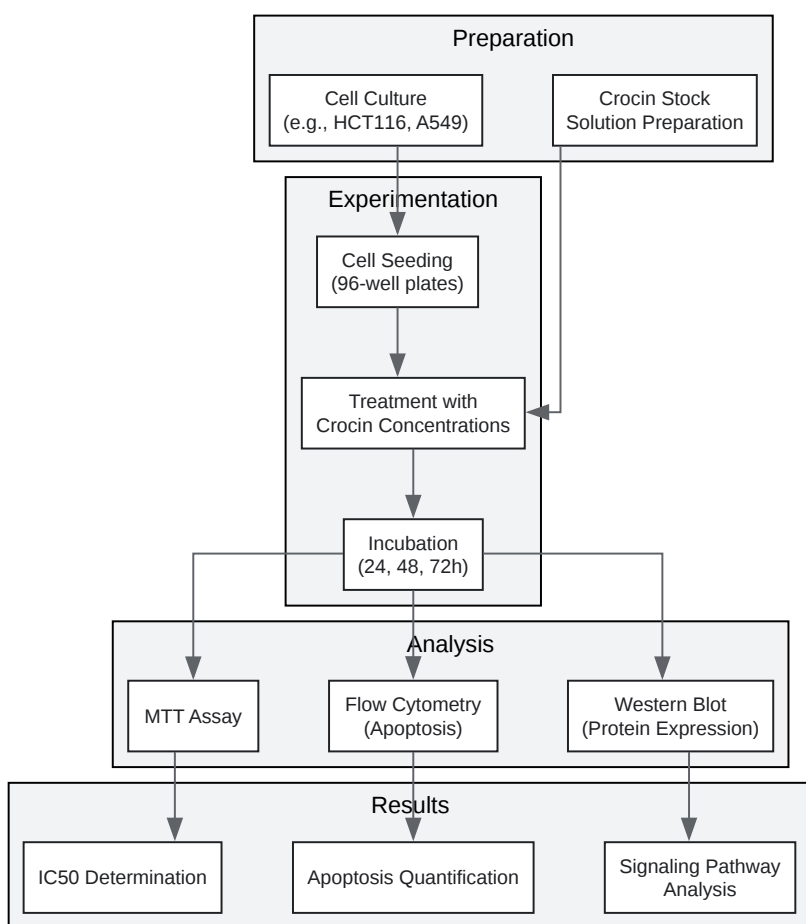 Preparation
Cell Culture
(e.g., HCT116, A549)
Crocin Stock
Solution Preparation
Experimentation
Cell Seeding
(96-well plates)
Treatment with
Crocin Concentrations
Incubation
(24, 48, 72h)
Analysis
MTT Assay
Flow Cytometry
(Apoptosis)
Western Blot
(Protein Expression)
Results
IC50 Determination
Apoptosis Quantification
Signaling Pathway
Analysis